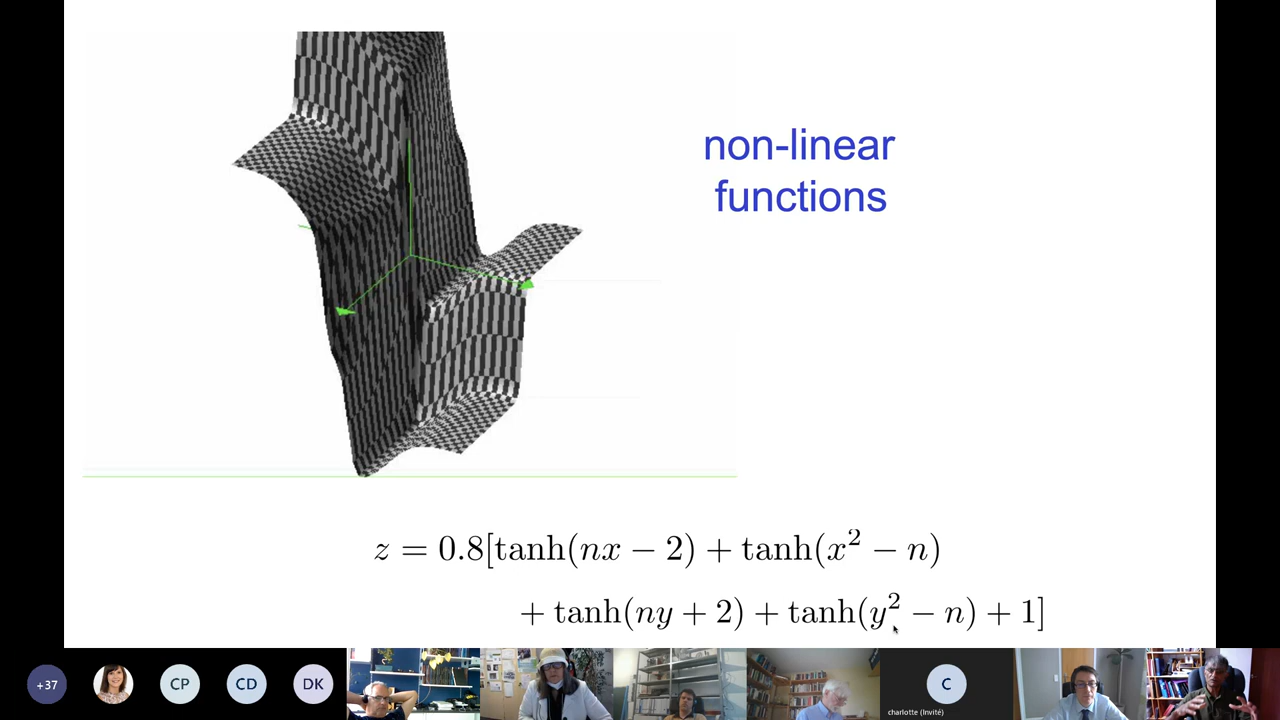 non-linear
functions
z = 0.8[tanh(nx − 2) + tanh(x² − n)
+ tanh(ny + 2) + tanh(y² − n) + 1]
+37
CP
CD
DK
C
charlotte (Invité)